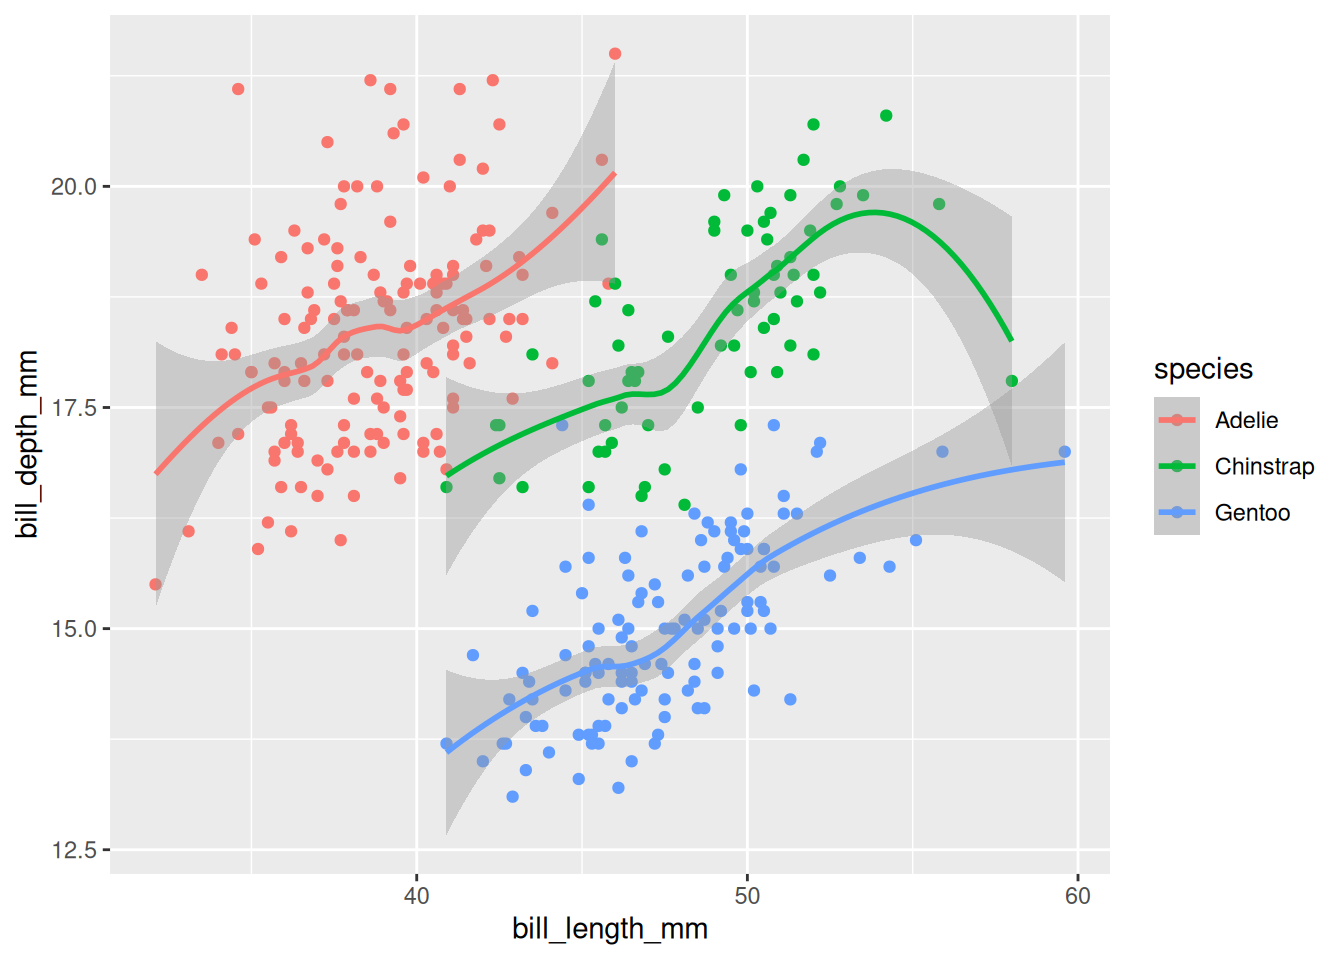 20.0
17.5
15.0
12.5
40
50
60
bill_length_mm
bill_depth_mm
species
Adelie
Chinstrap
Gentoo